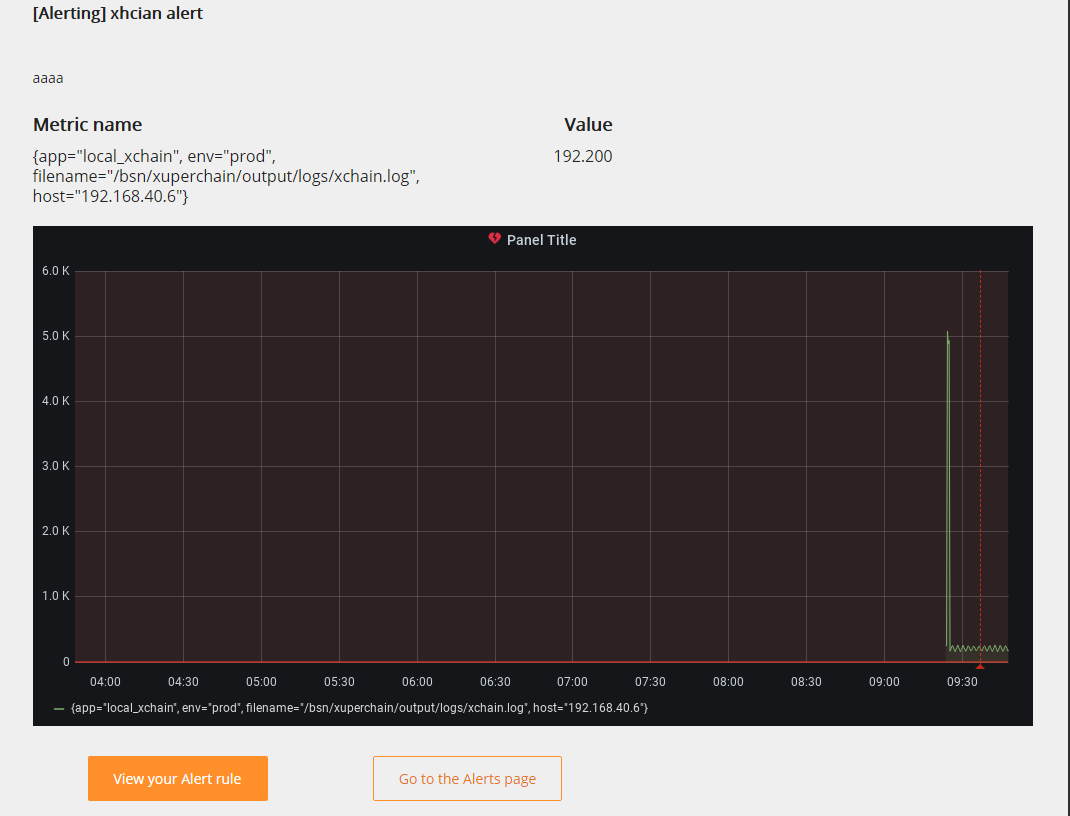 [Alerting] xhcian alert
aaaa
Metric name Value
{app="local_xchain", env="prod", 192.200
filename="/bsn/xuperchain/output/logs/xchain.log",
host="192.168.40.6"}
Panel Title
6.0 K
5.0 K
4.0 K
3.0 K
2.0 K
1.0 K
0
04:00 04:30 05:00 05:30 06:00 06:30 07:00 07:30 08:00 08:30 09:00 09:30
{app="local_xchain", env="prod", filename="/bsn/xuperchain/output/logs/xchain.log", host="192.168.40.6"}
View your Alert rule Go to the Alerts page